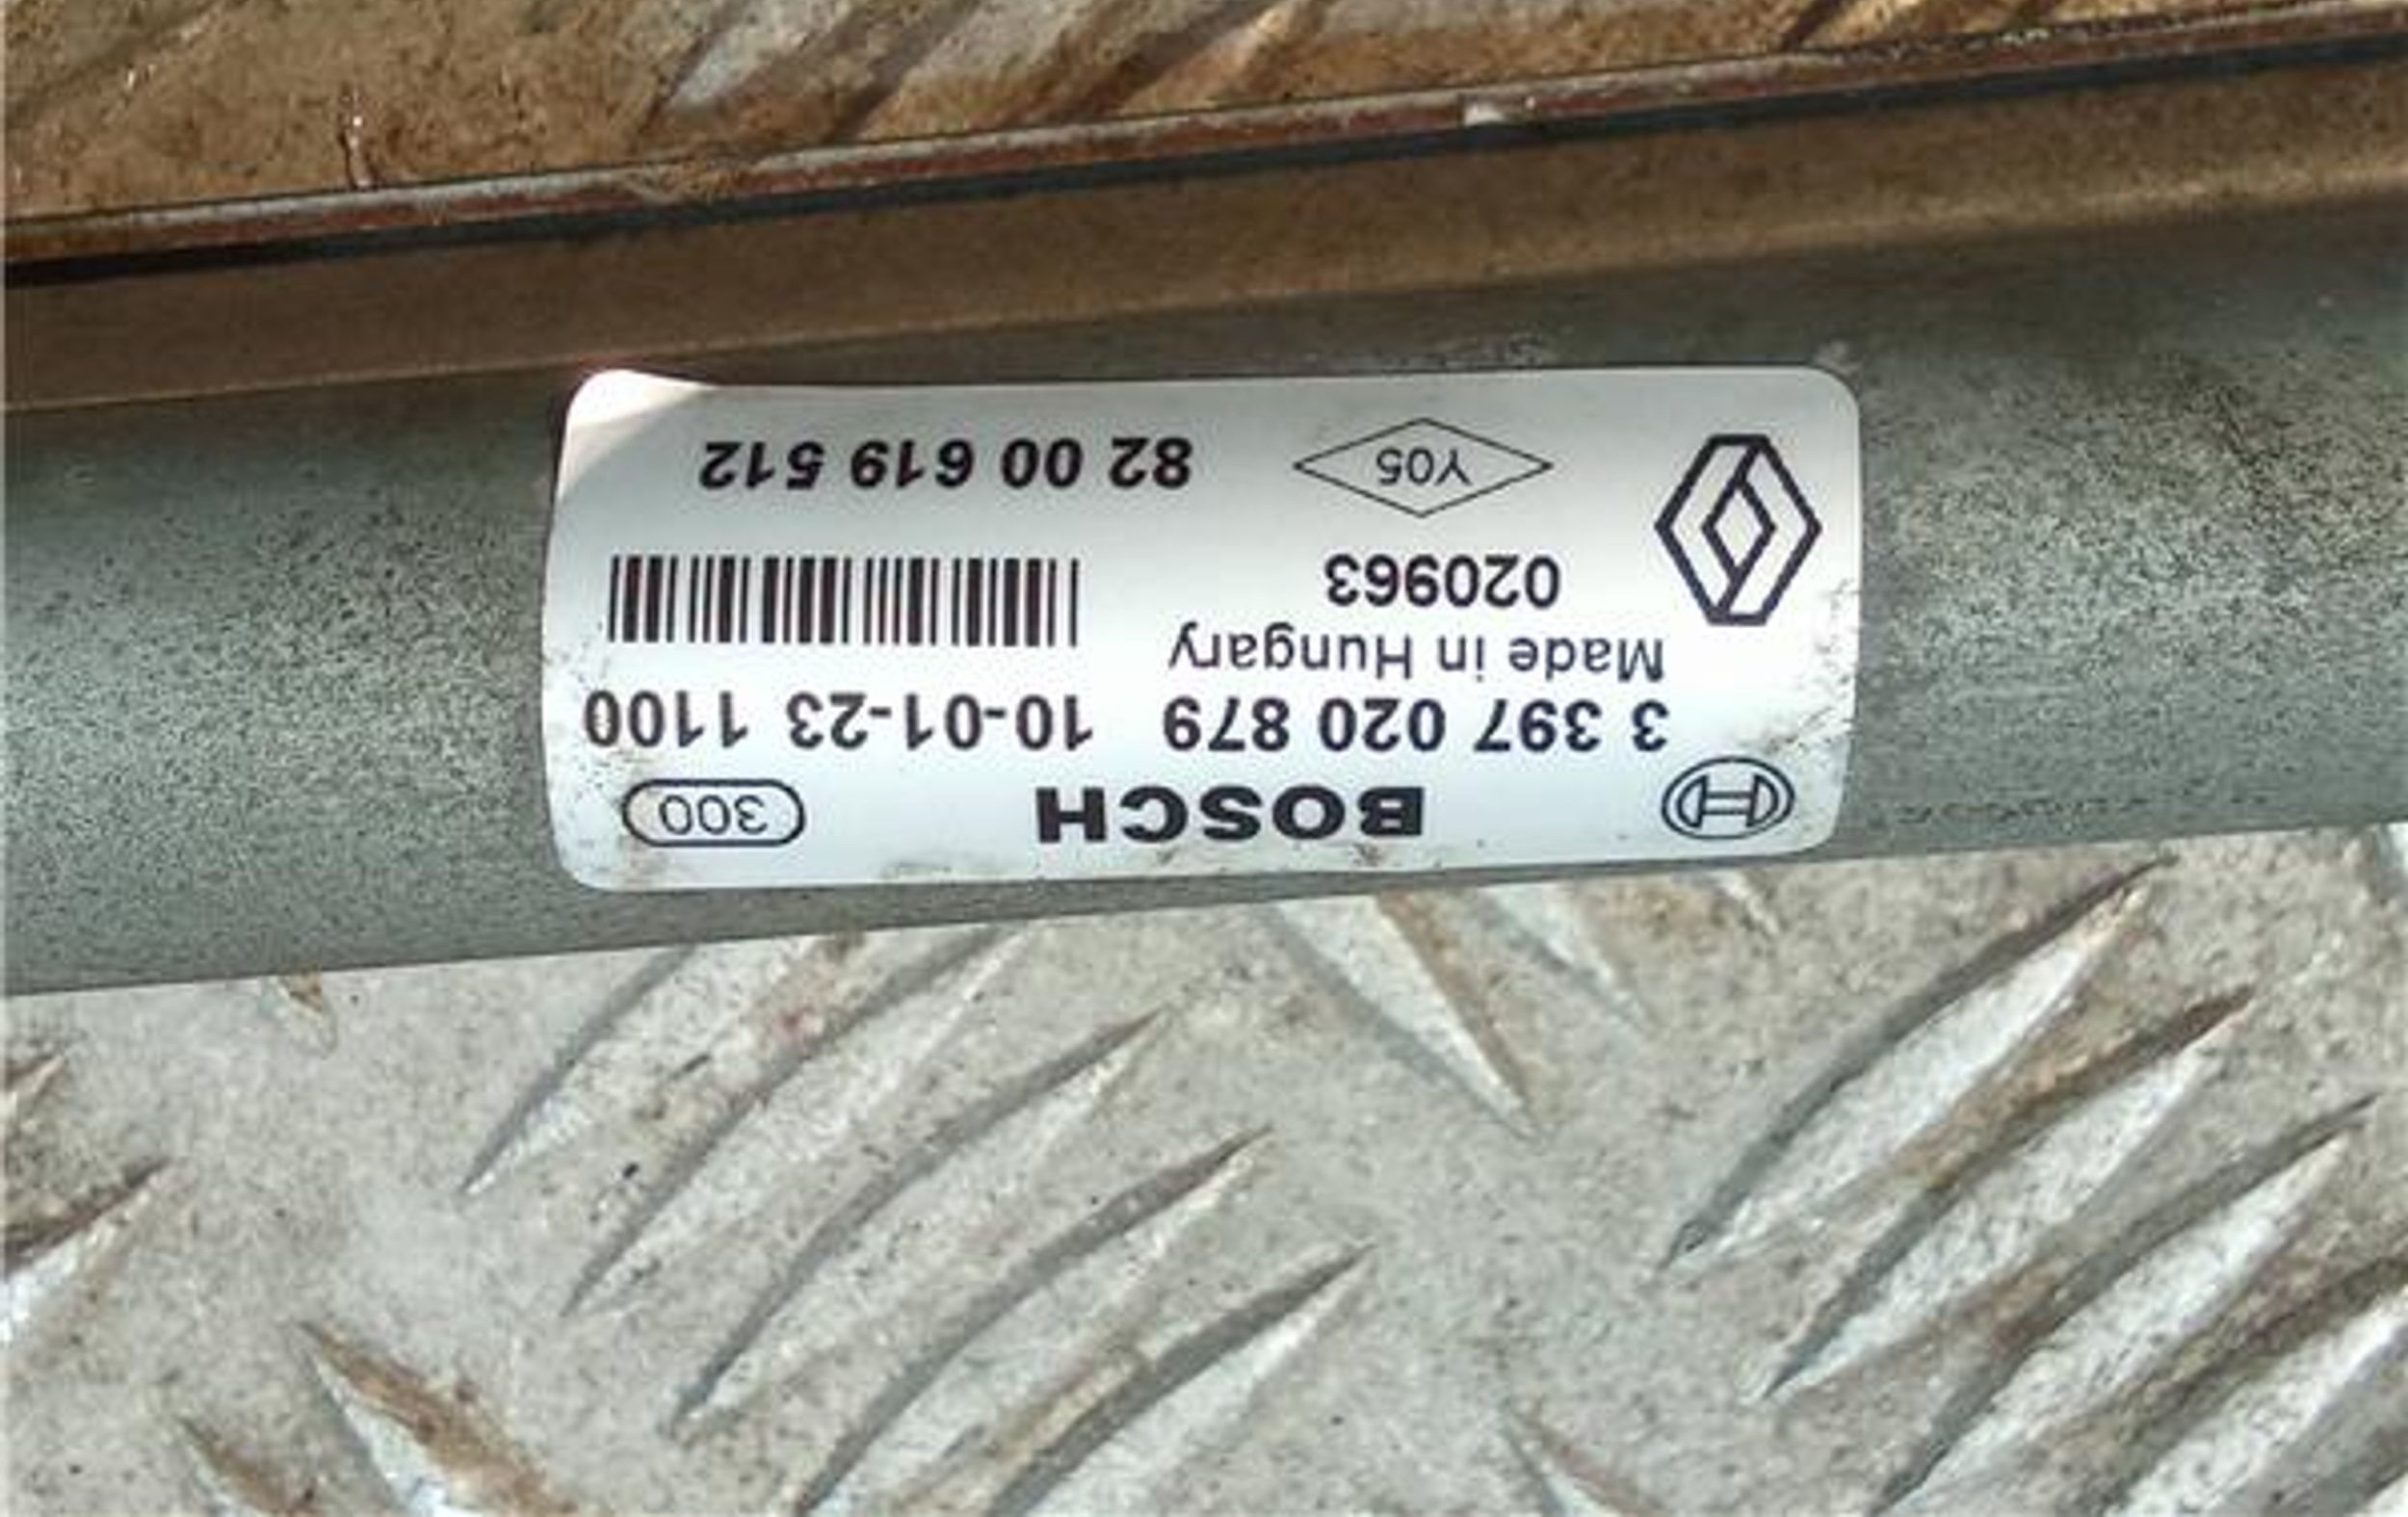 BOSCH 300
3 397 020 879 10-01-23 1100
Made in Hungary
020963
Y05 82 00 619 512